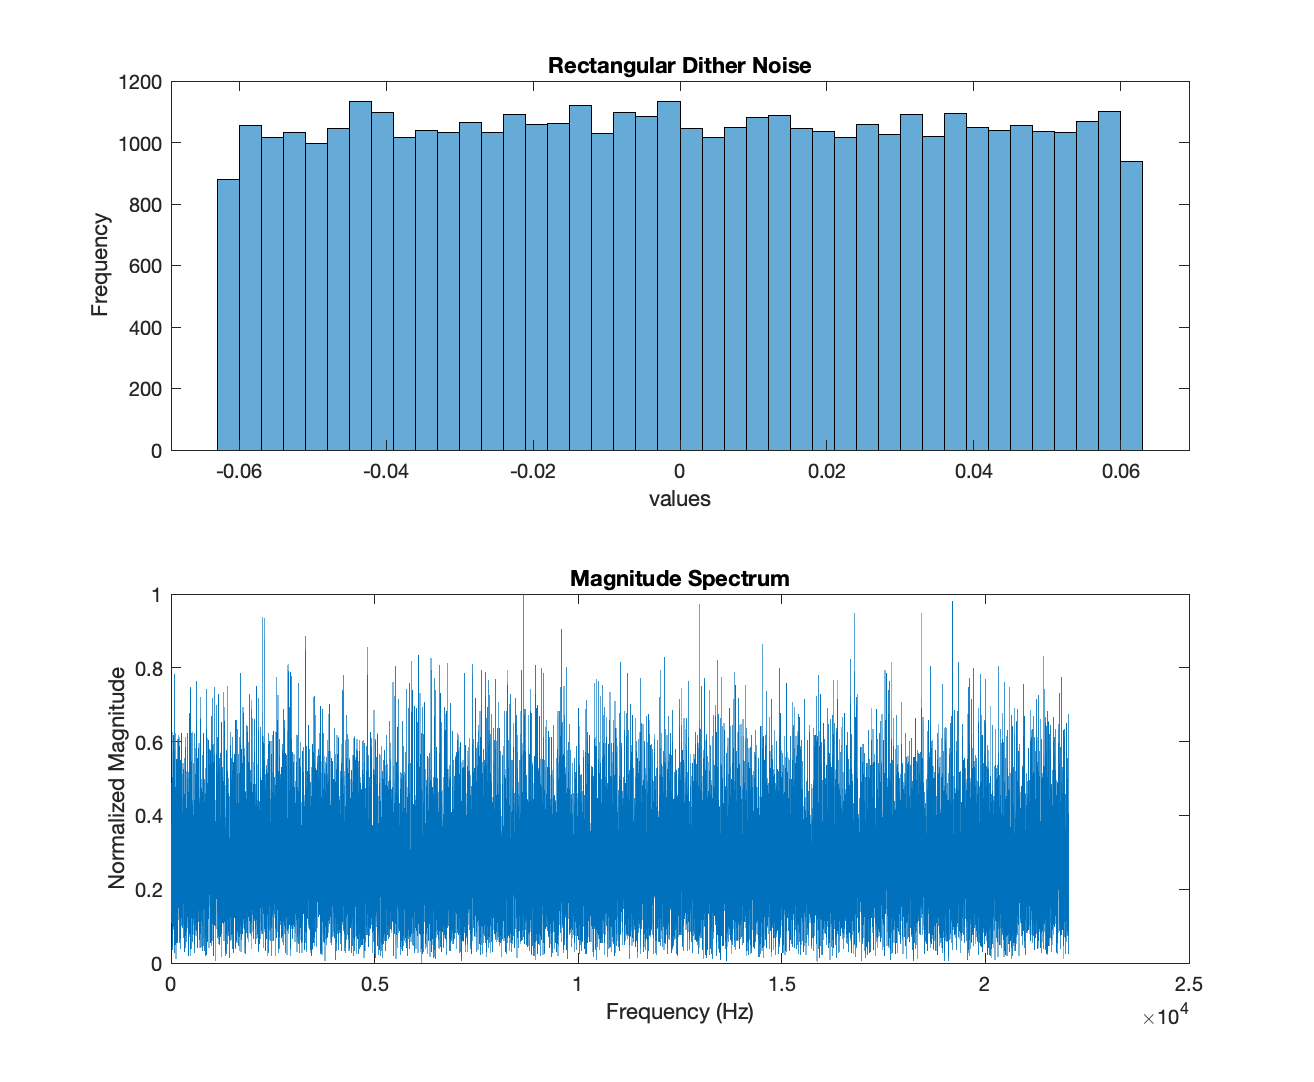 Rectangular Dither Noise
1200
1000
800
600
400
200
0
Frequency
-0.06 -0.04 -0.02 0 0.02 0.04 0.06
values
Magnitude Spectrum
1
0.8
0.6
0.4
0.2
0
Normalized Magnitude
0 0.5 1 1.5 2 2.5
Frequency (Hz)
×10⁴